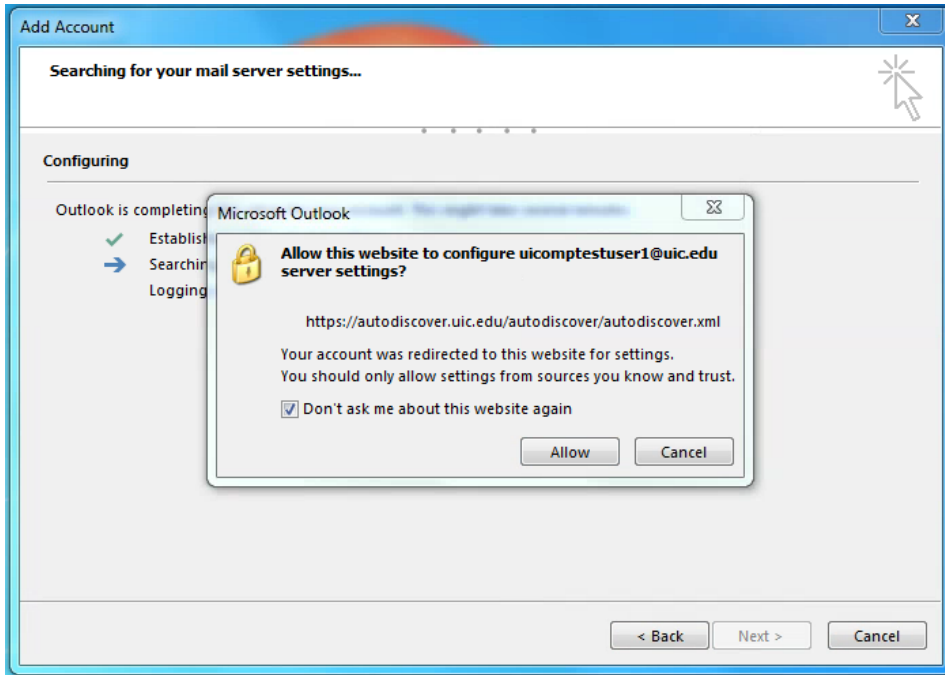 Add Account
Searching for your mail server settings...
Configuring
Outlook is completing
Establish
Searchin
Logging
Microsoft Outlook
Allow this website to configure uicomptestuser1@uic.edu
server settings?
https://autodiscover.uic.edu/autodiscover/autodiscover.xml
Your account was redirected to this website for settings.
You should only allow settings from sources you know and trust.
Don't ask me about this website again
Allow Cancel
< Back Next > Cancel